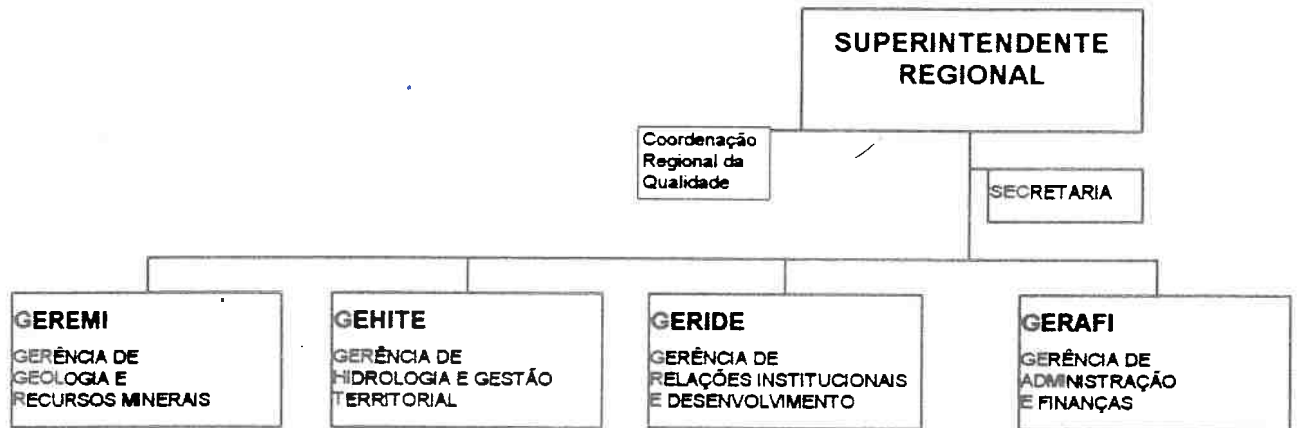 SUPERINTENDENTE
REGIONAL
Coordenação
Regional da
Qualidade
SECRETARIA
GEREMI
GERÊNCIA DE
GEOLOGIA E
RECURSOS MINERAIS
GEHITE
GERÊNCIA DE
HIDROLOGIA E GESTÃO
TERRITORIAL
GERIDE
GERÊNCIA DE
RELAÇÕES INSTITUCIONAIS
E DESENVOLVIMENTO
GERAFI
GERÊNCIA DE
ADMINISTRAÇÃO
E FINANÇAS